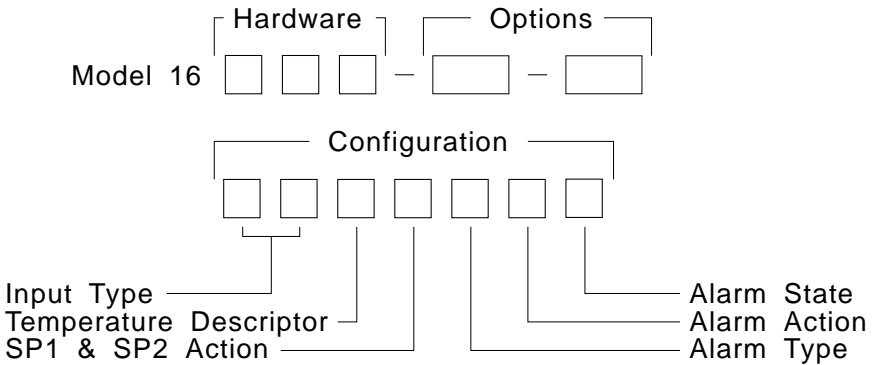 Hardware Options
Model 16 - -
Configuration
Input Type Alarm State
Temperature Descriptor Alarm Action
SP1 & SP2 Action Alarm Type